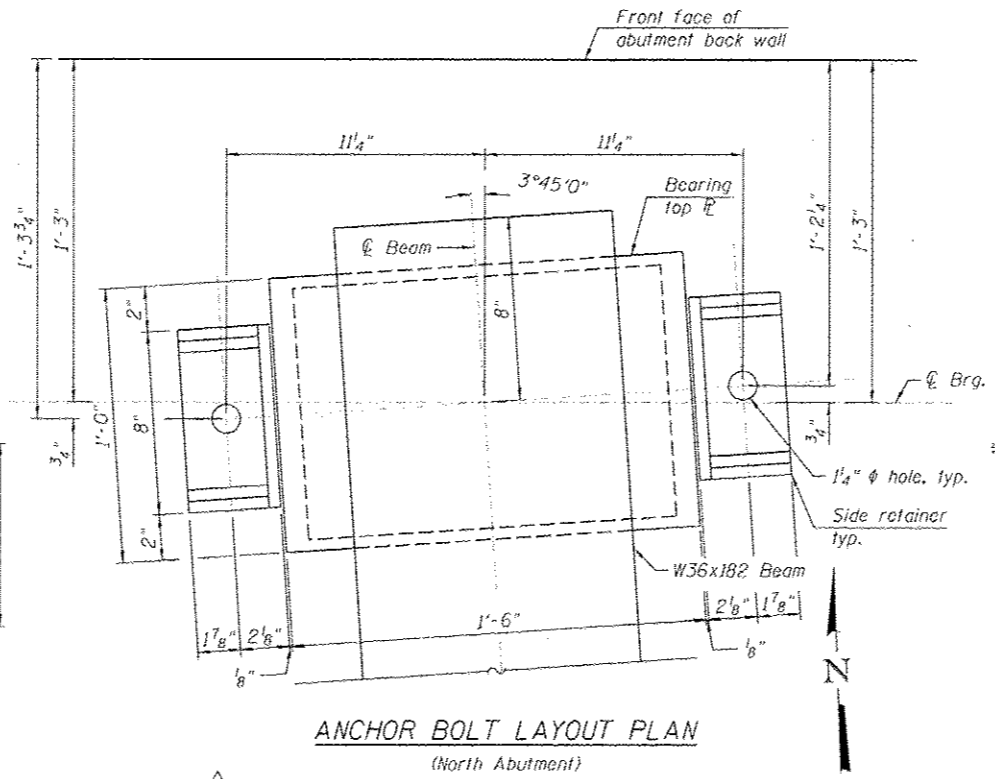 Front face of
abutment back wall
11¼"
11¼"
3°45'0"
Bearing
top ℄
℄ Beam
1'-3¾"
1'-3"
1'-2¼"
1'-3"
8"
2"
1'-0"
8"
2"
¾"
¾"
℄ Brg.
1¼" ϕ hole, typ.
Side retainer
typ.
W36x182 Beam
1⅞"
2⅛"
⅛"
1'-6"
2⅛"
1⅞"
⅛"
N
ANCHOR BOLT LAYOUT PLAN
(North Abutment)